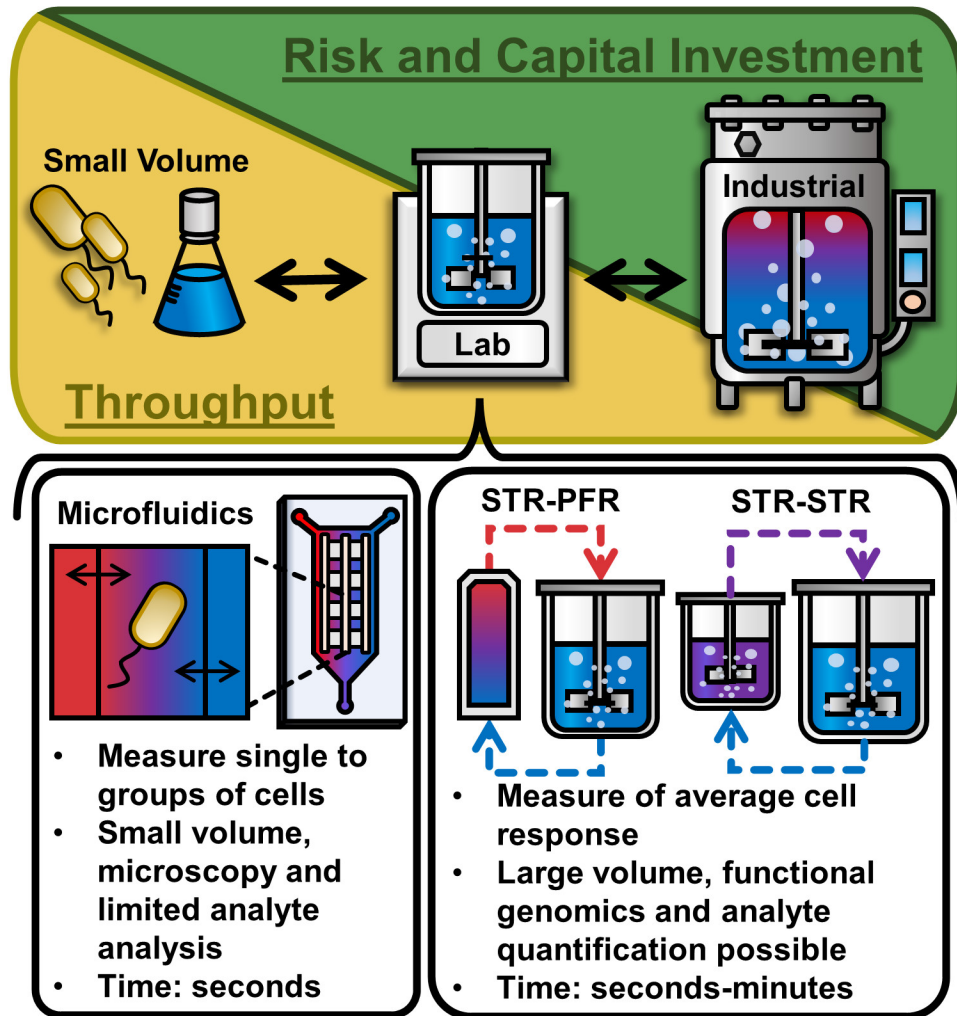 Risk and Capital Investment
Small Volume
Industrial
Lab
Throughput
Microfluidics
• Measure single to
groups of cells
• Small volume,
microscopy and
limited analyte
analysis
• Time: seconds
STR-PFR
STR-STR
• Measure of average cell
response
• Large volume, functional
genomics and analyte
quantification possible
• Time: seconds-minutes